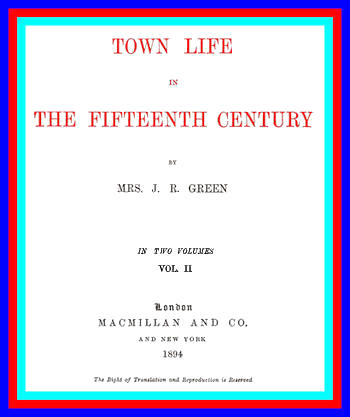 TOWN LIFE
IN
THE FIFTEENTH CENTURY
BY
MRS. J. R. GREEN
IN TWO VOLUMES
VOL. II
London
MACMILLAN AND CO.
AND NEW YORK
1894
The Right of Translation and Reproduction is Reserved